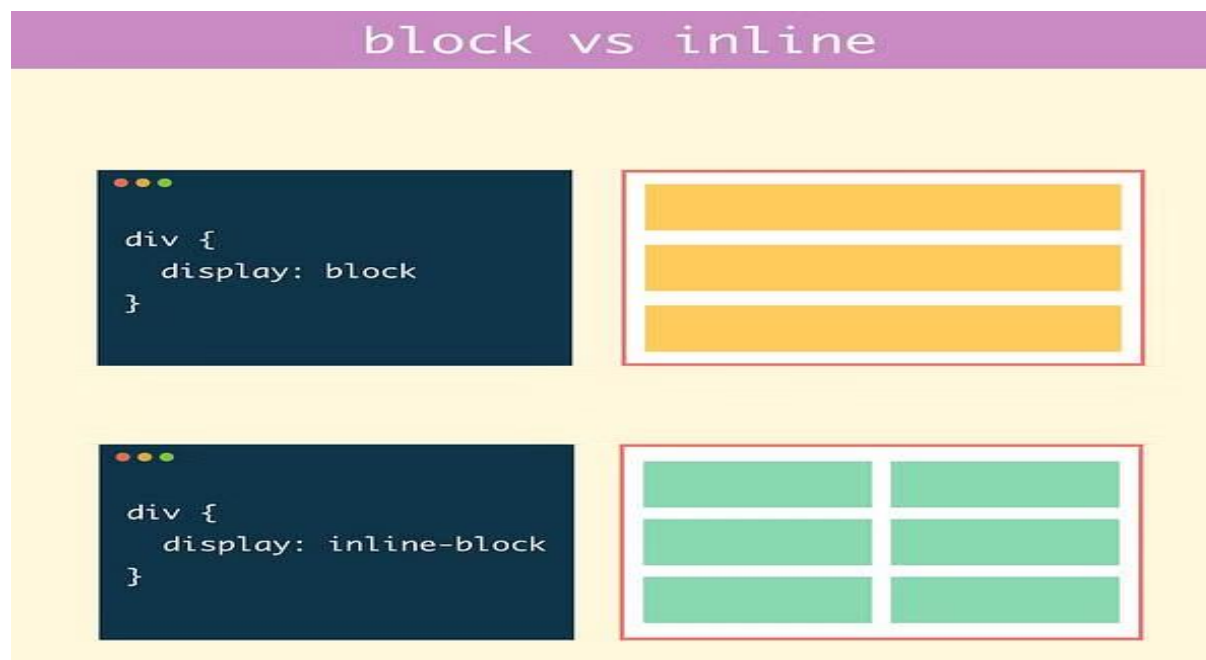 block vs inline
div {
display: block
}
div {
display: inline-block
}